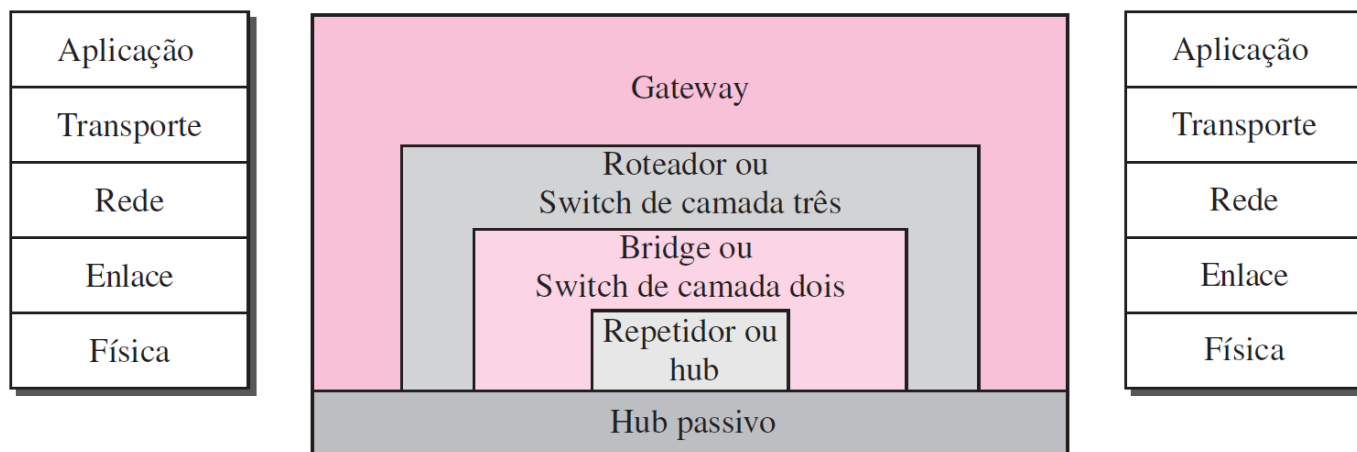 Aplicação
Transporte
Rede
Enlace
Física
Gateway
Roteador ou
Switch de camada três
Bridge ou
Switch de camada dois
Repetidor ou
hub
Hub passivo
Aplicação
Transporte
Rede
Enlace
Física